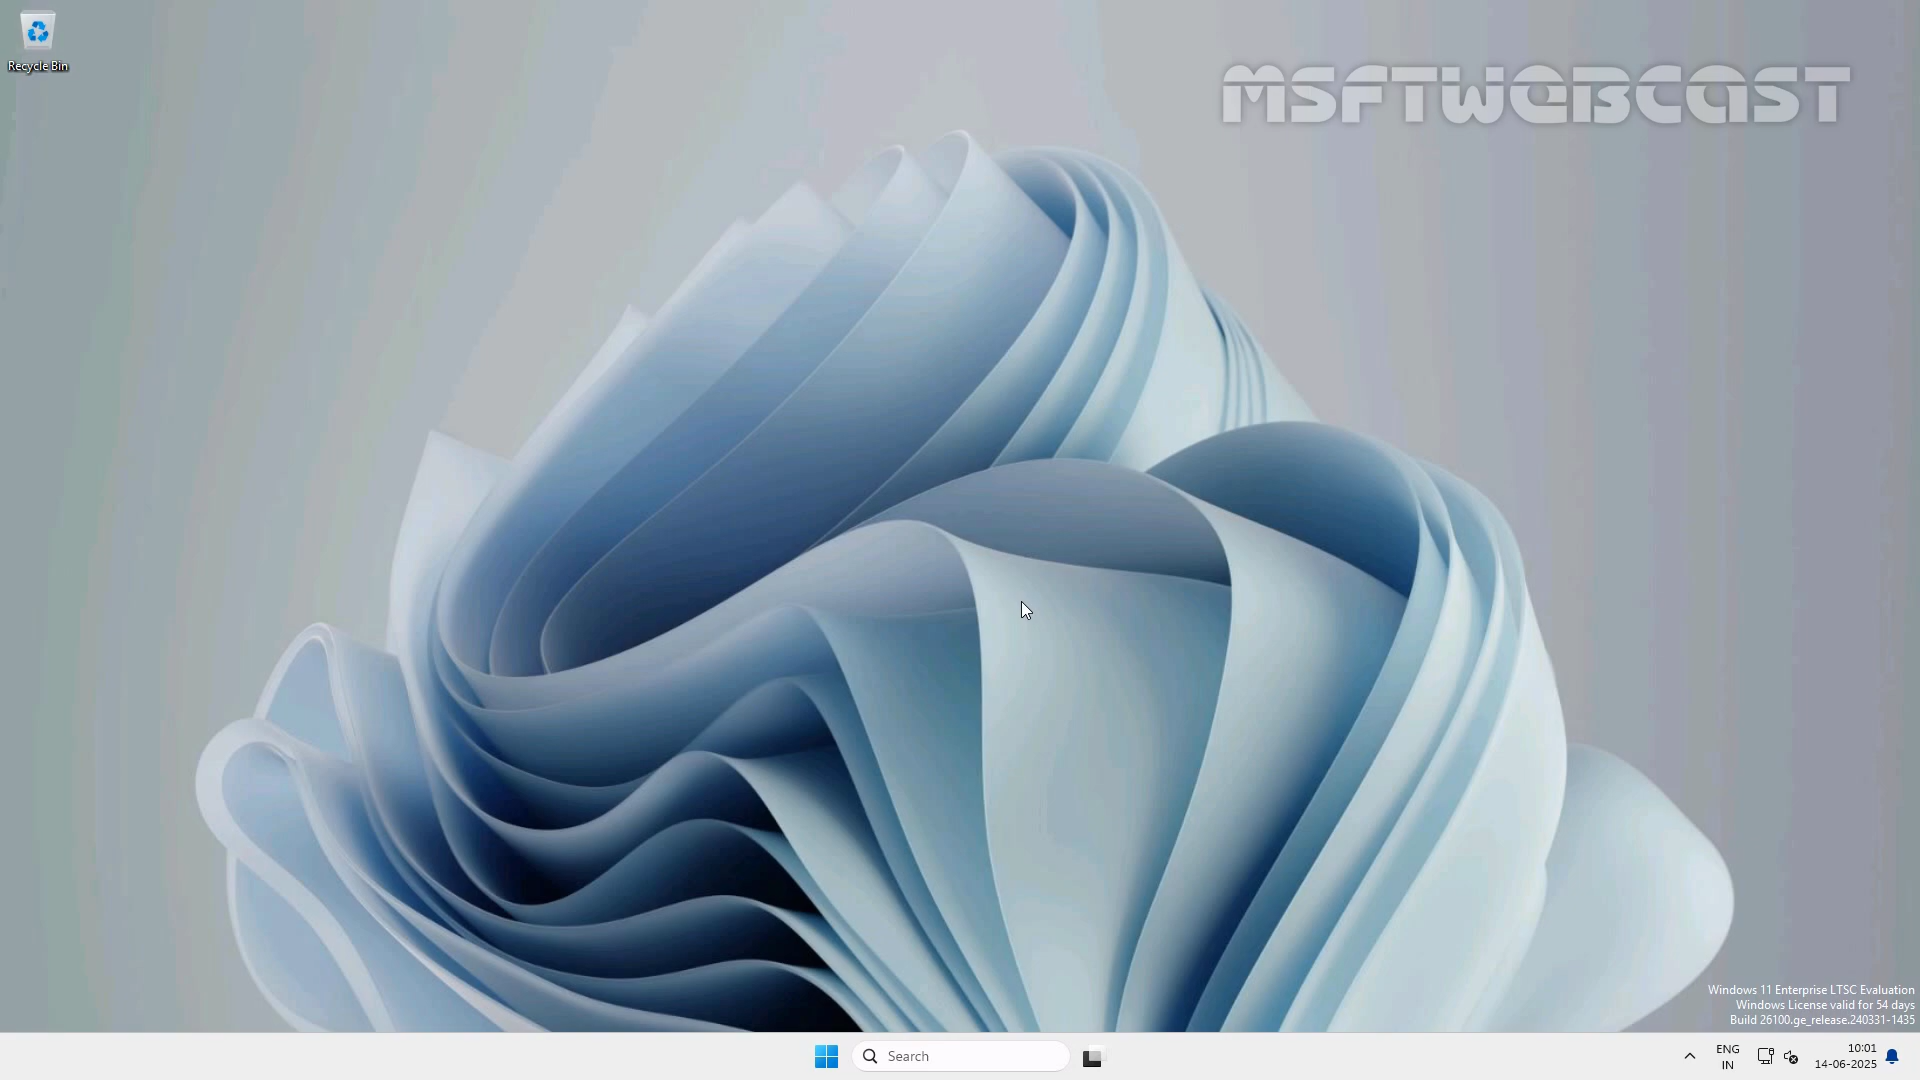 Recycle Bin
MSFTWEBCAST
Windows 11 Enterprise LTSC Evaluation
Windows License valid for 54 days
Build 26100.ge_release.240331-1435
Search
ENG
IN
10:01
14-06-2025